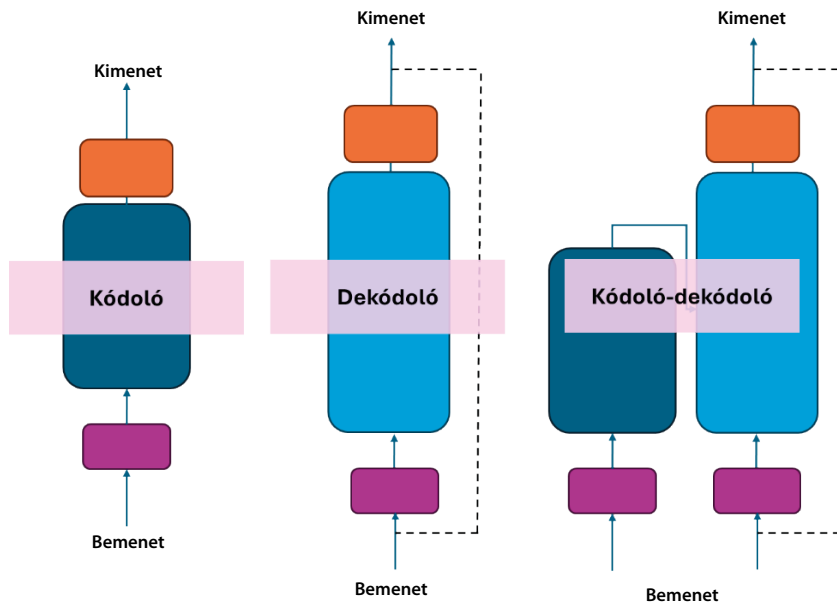 Kimenet
Kódoló
Bemenet
Kimenet
Dekódoló
Bemenet
Kimenet
Kódoló-dekódoló
Bemenet